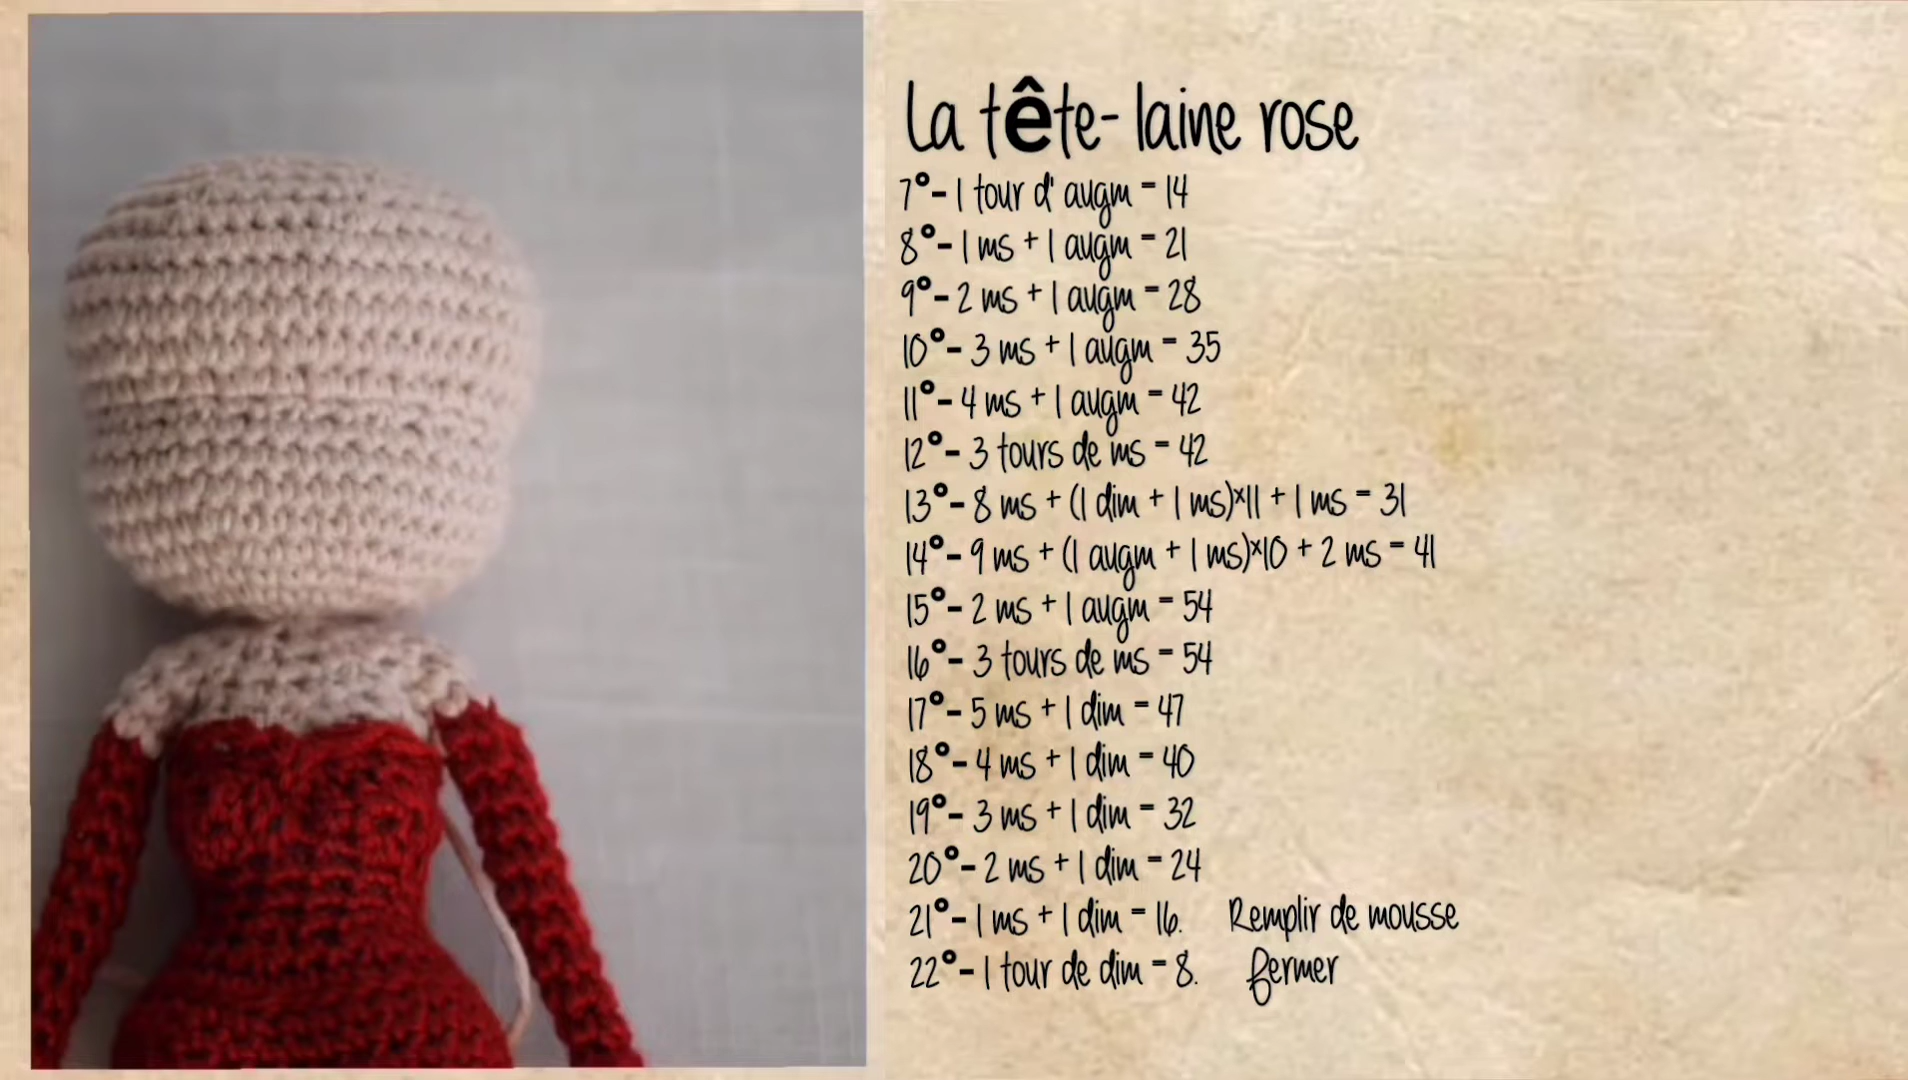 La tête- laine rose
7°- 1 tour d' augm = 14
8°- 1 ms + 1 augm = 21
9°- 2 ms + 1 augm = 28
10°- 3 ms + 1 augm = 35
11°- 4 ms + 1 augm = 42
12°- 3 tours de ms = 42
13°- 8 ms + (1 dim + 1 ms)×11 + 1 ms = 31
14°- 9 ms + (1 augm + 1 ms)×10 + 2 ms = 41
15°- 2 ms + 1 augm = 54
16°- 3 tours de ms = 54
17°- 5 ms + 1 dim = 47
18°- 4 ms + 1 dim = 40
19°- 3 ms + 1 dim = 32
20°- 2 ms + 1 dim = 24
21°- 1 ms + 1 dim = 16. Remplir de mousse
22°- 1 tour de dim = 8. fermer